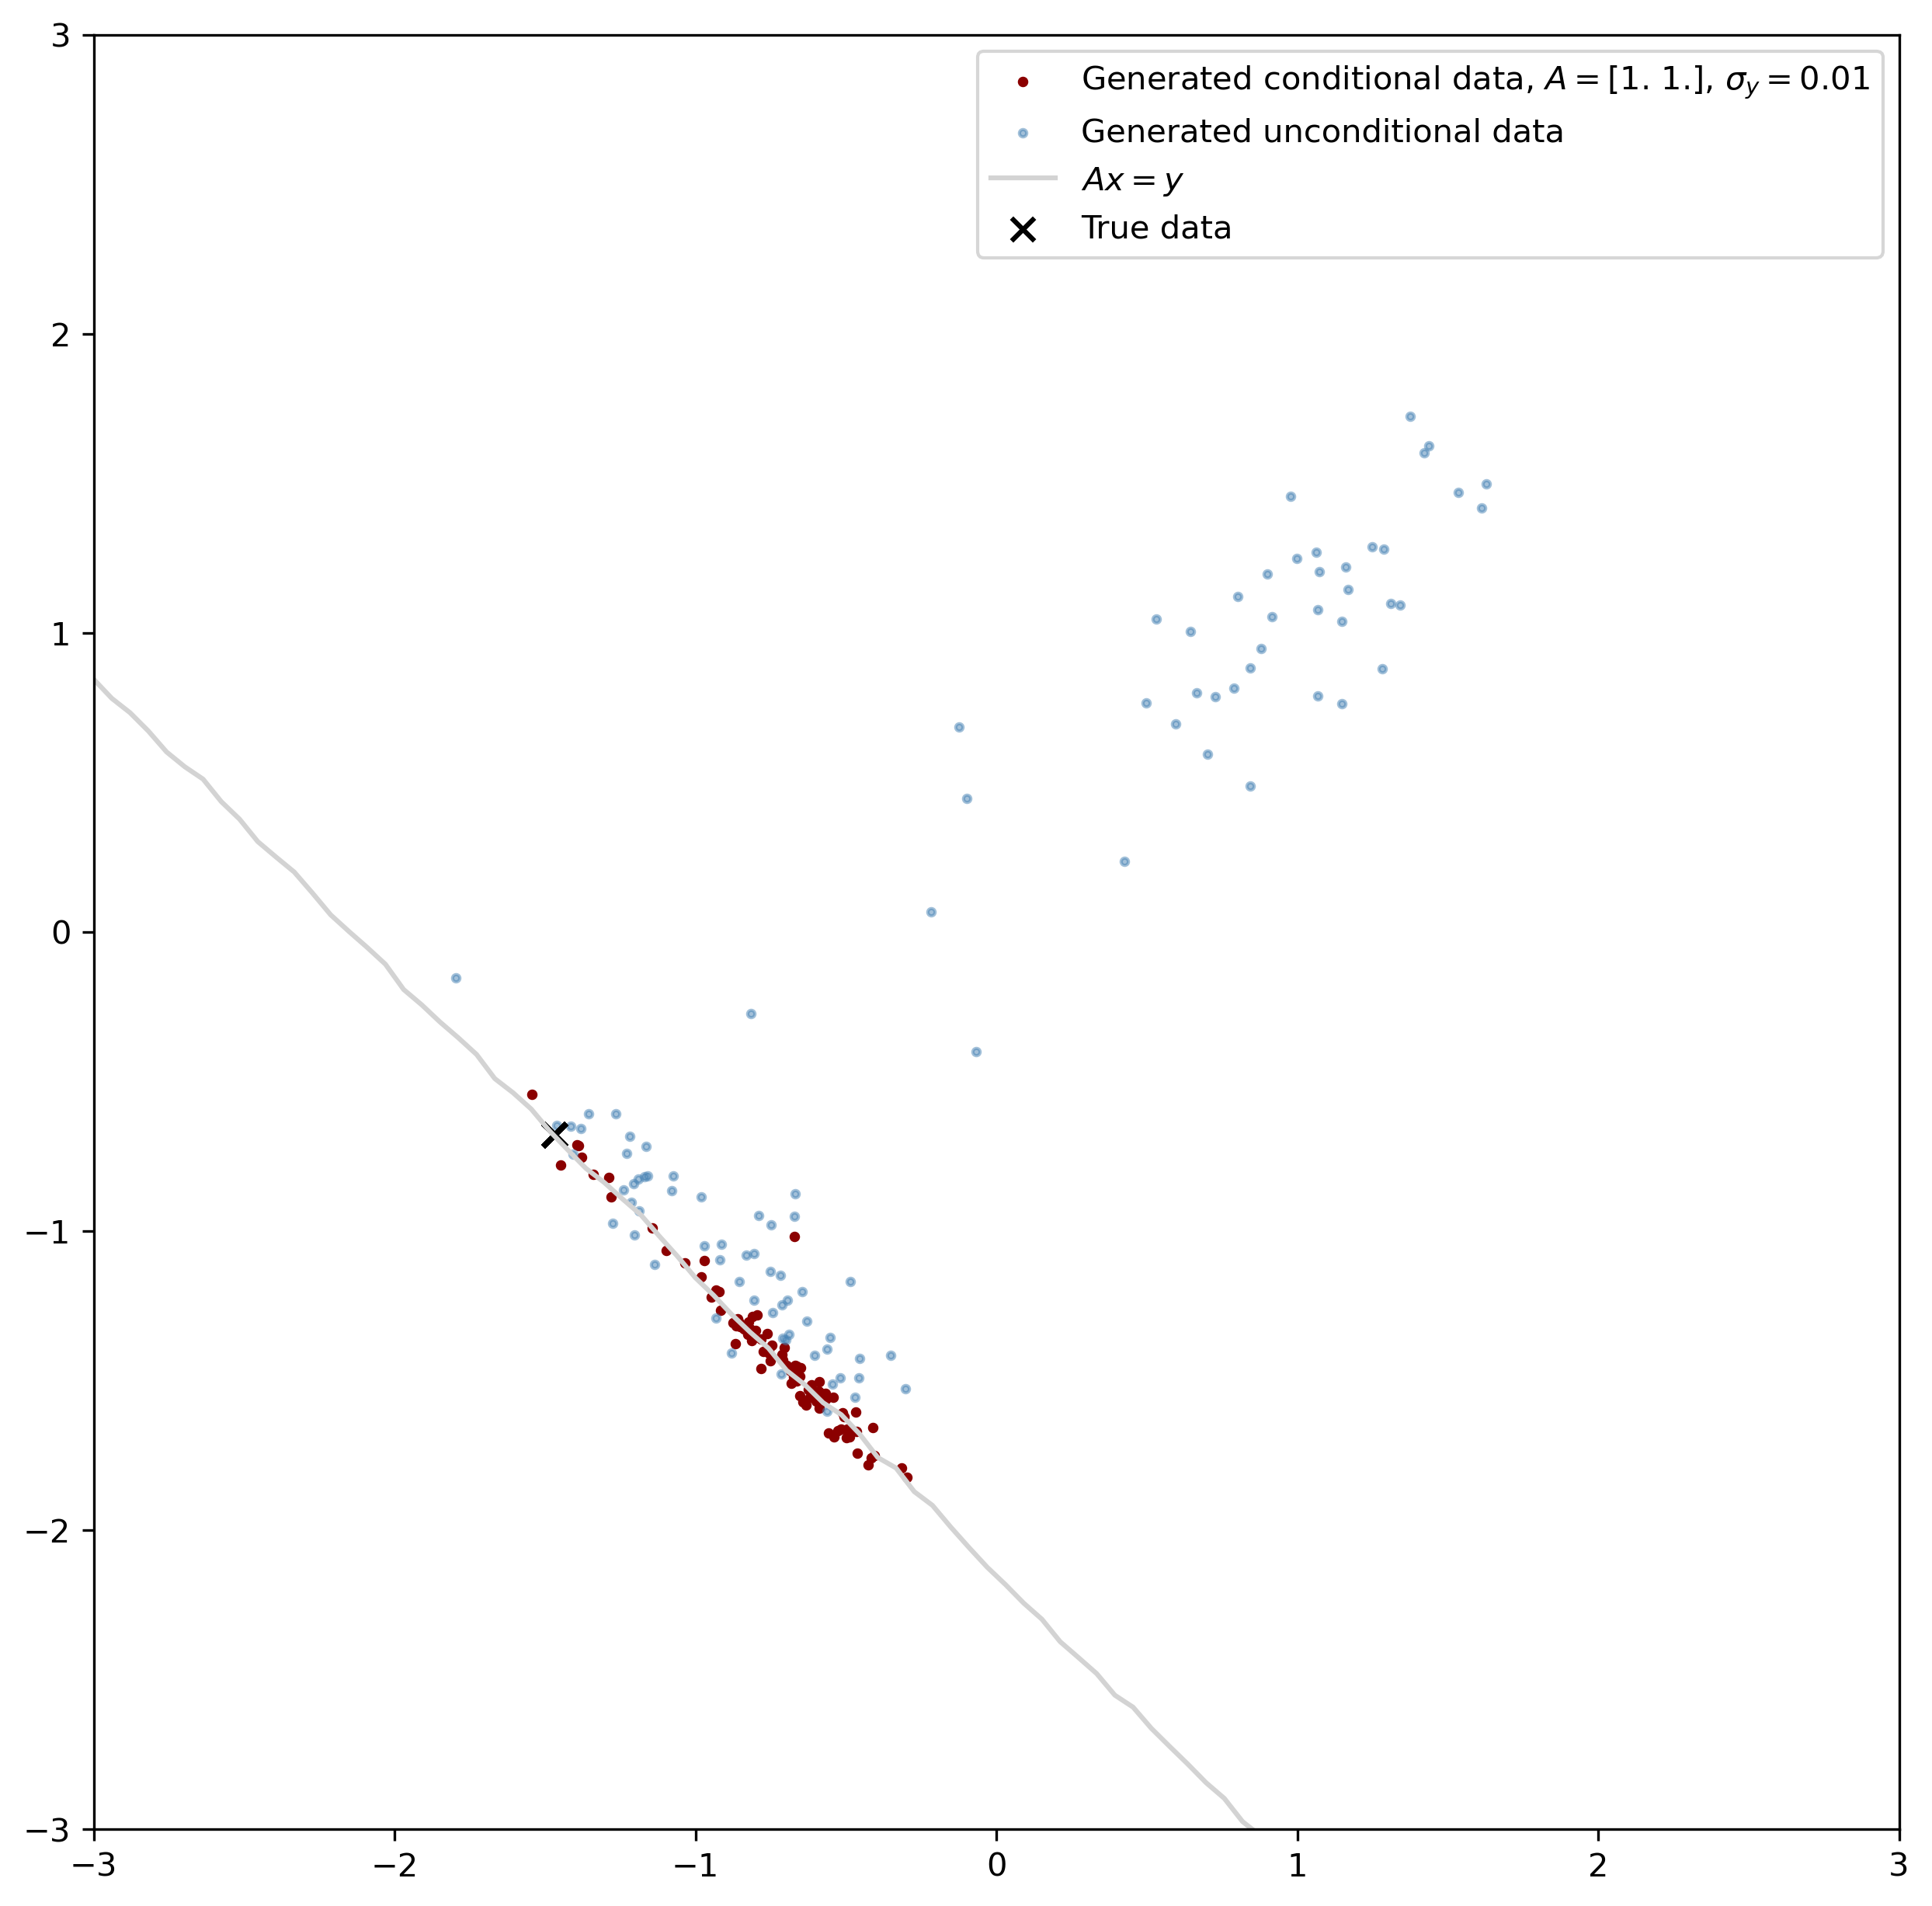 Generated conditional data, A = [1. 1.], σ_y = 0.01
Generated unconditional data
Ax = y
True data
3
2
1
0
−1
−2
−3
−3 −2 −1 0 1 2 3